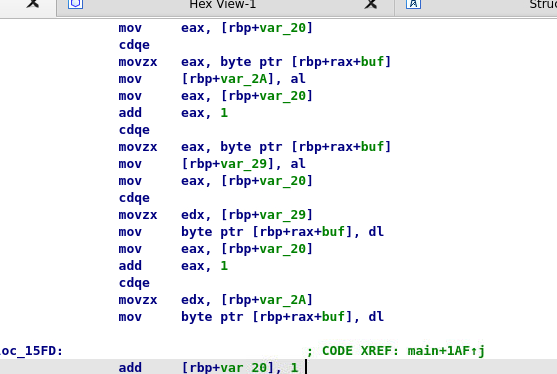 Hex View-1 Struc
mov eax, [rbp+var_20]
cdqe
movzx eax, byte ptr [rbp+rax+buf]
mov [rbp+var_2A], al
mov eax, [rbp+var_20]
add eax, 1
cdqe
movzx eax, byte ptr [rbp+rax+buf]
mov [rbp+var_29], al
mov eax, [rbp+var_20]
cdqe
movzx edx, [rbp+var_29]
mov byte ptr [rbp+rax+buf], dl
mov eax, [rbp+var_20]
add eax, 1
cdqe
movzx edx, [rbp+var_2A]
mov byte ptr [rbp+rax+buf], dl
oc_15FD: ; CODE XREF: main+1AF↑j
add [rbp+var_20], 1